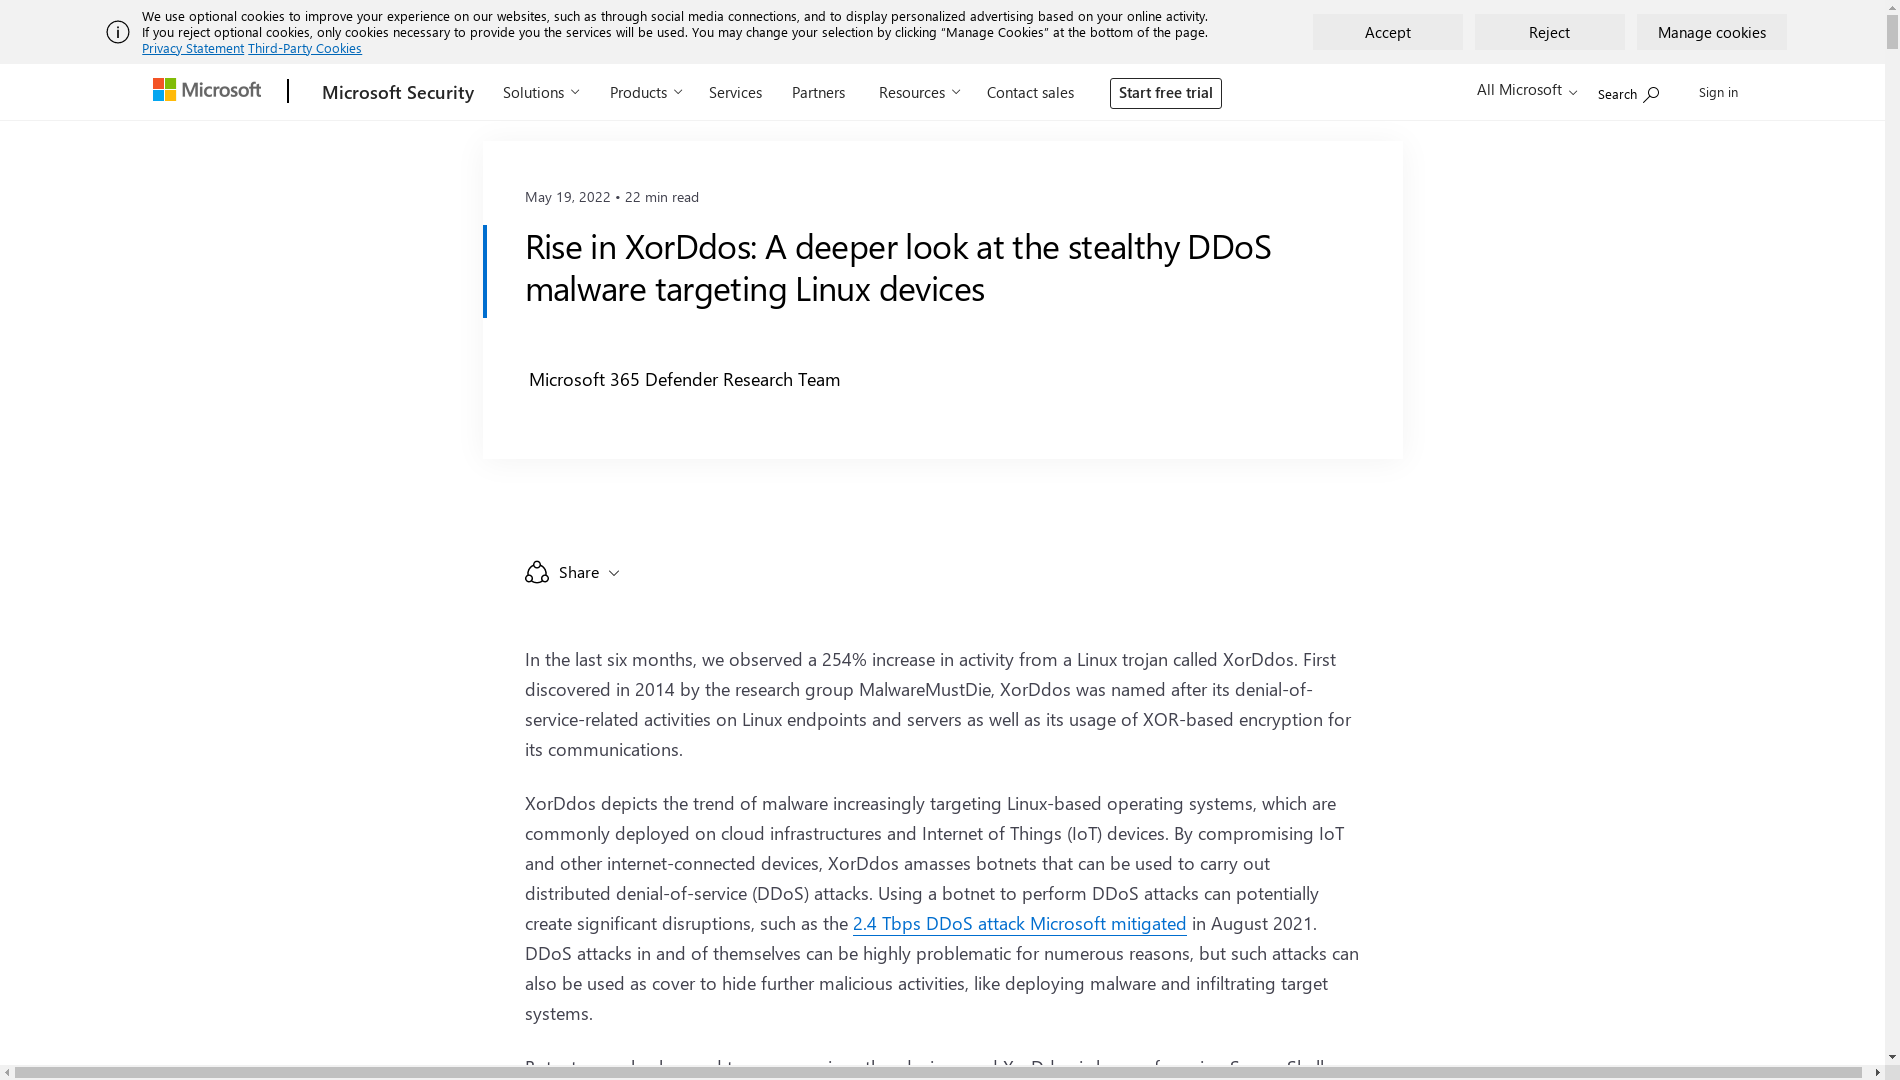 We use optional cookies to improve your experience on our websites, such as through social media connections, and to display personalized advertising based on your online activity.
If you reject optional cookies, only cookies necessary to provide you the services will be used. You may change your selection by clicking “Manage Cookies” at the bottom of the page.
Privacy Statement Third-Party Cookies
Accept
Reject
Manage cookies
Microsoft
Microsoft Security
Solutions
Products
Services
Partners
Resources
Contact sales
Start free trial
All Microsoft
Search
Sign in
May 19, 2022 • 22 min read
Rise in XorDdos: A deeper look at the stealthy DDoS
malware targeting Linux devices
Microsoft 365 Defender Research Team
Share
In the last six months, we observed a 254% increase in activity from a Linux trojan called XorDdos. First
discovered in 2014 by the research group MalwareMustDie, XorDdos was named after its denial-of-
service-related activities on Linux endpoints and servers as well as its usage of XOR-based encryption for
its communications.
XorDdos depicts the trend of malware increasingly targeting Linux-based operating systems, which are
commonly deployed on cloud infrastructures and Internet of Things (IoT) devices. By compromising IoT
and other internet-connected devices, XorDdos amasses botnets that can be used to carry out
distributed denial-of-service (DDoS) attacks. Using a botnet to perform DDoS attacks can potentially
create significant disruptions, such as the 2.4 Tbps DDoS attack Microsoft mitigated in August 2021.
DDoS attacks in and of themselves can be highly problematic for numerous reasons, but such attacks can
also be used as cover to hide further malicious activities, like deploying malware and infiltrating target
systems.